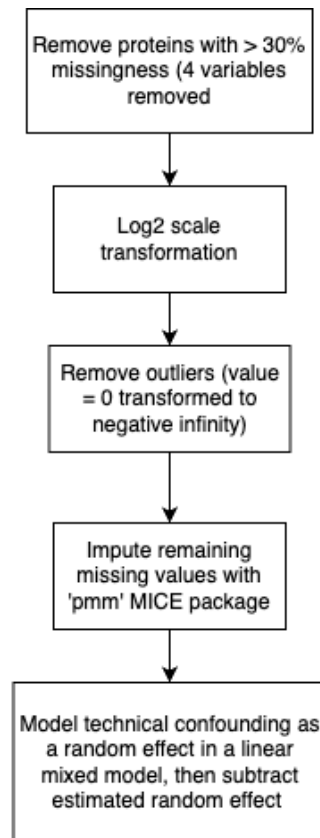 Remove proteins with > 30%
missingness (4 variables
removed
Log2 scale
transformation
Remove outliers (value
= 0 transformed to
negative infinity)
Impute remaining
missing values with
'pmm' MICE package
Model technical confounding as
a random effect in a linear
mixed model, then subtract
estimated random effect